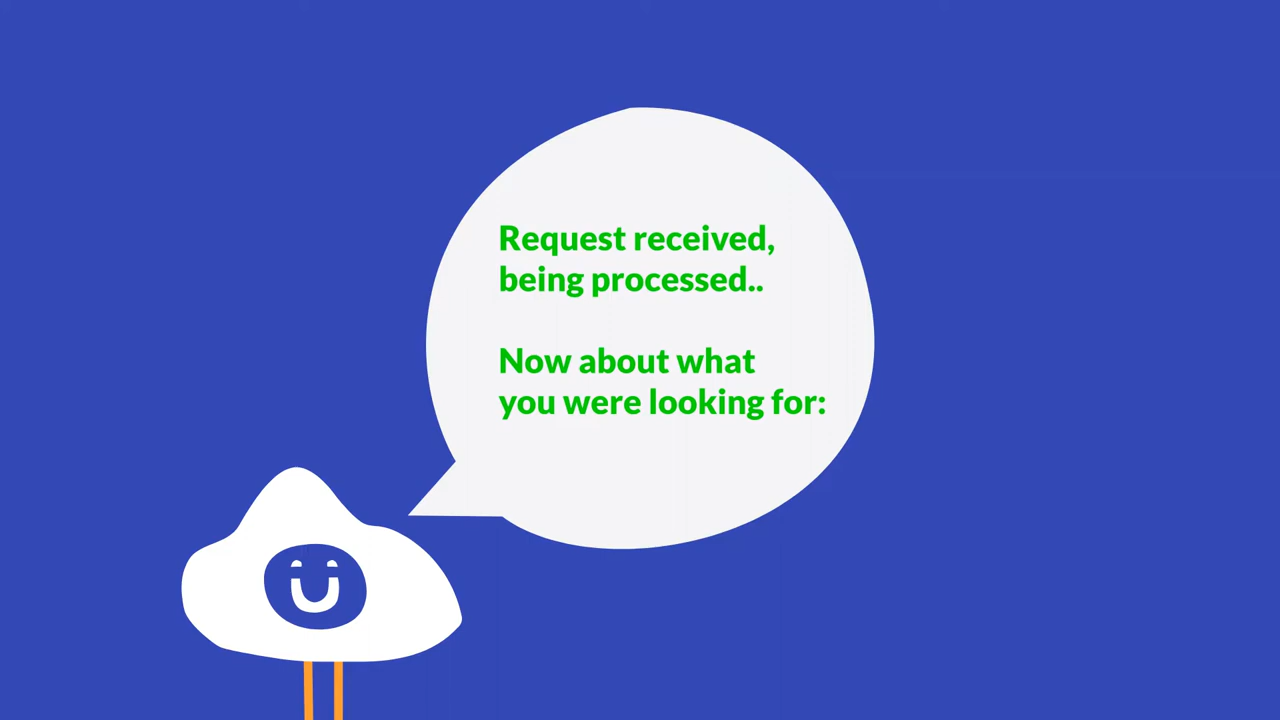 Request received,
being processed..
Now about what
you were looking for: